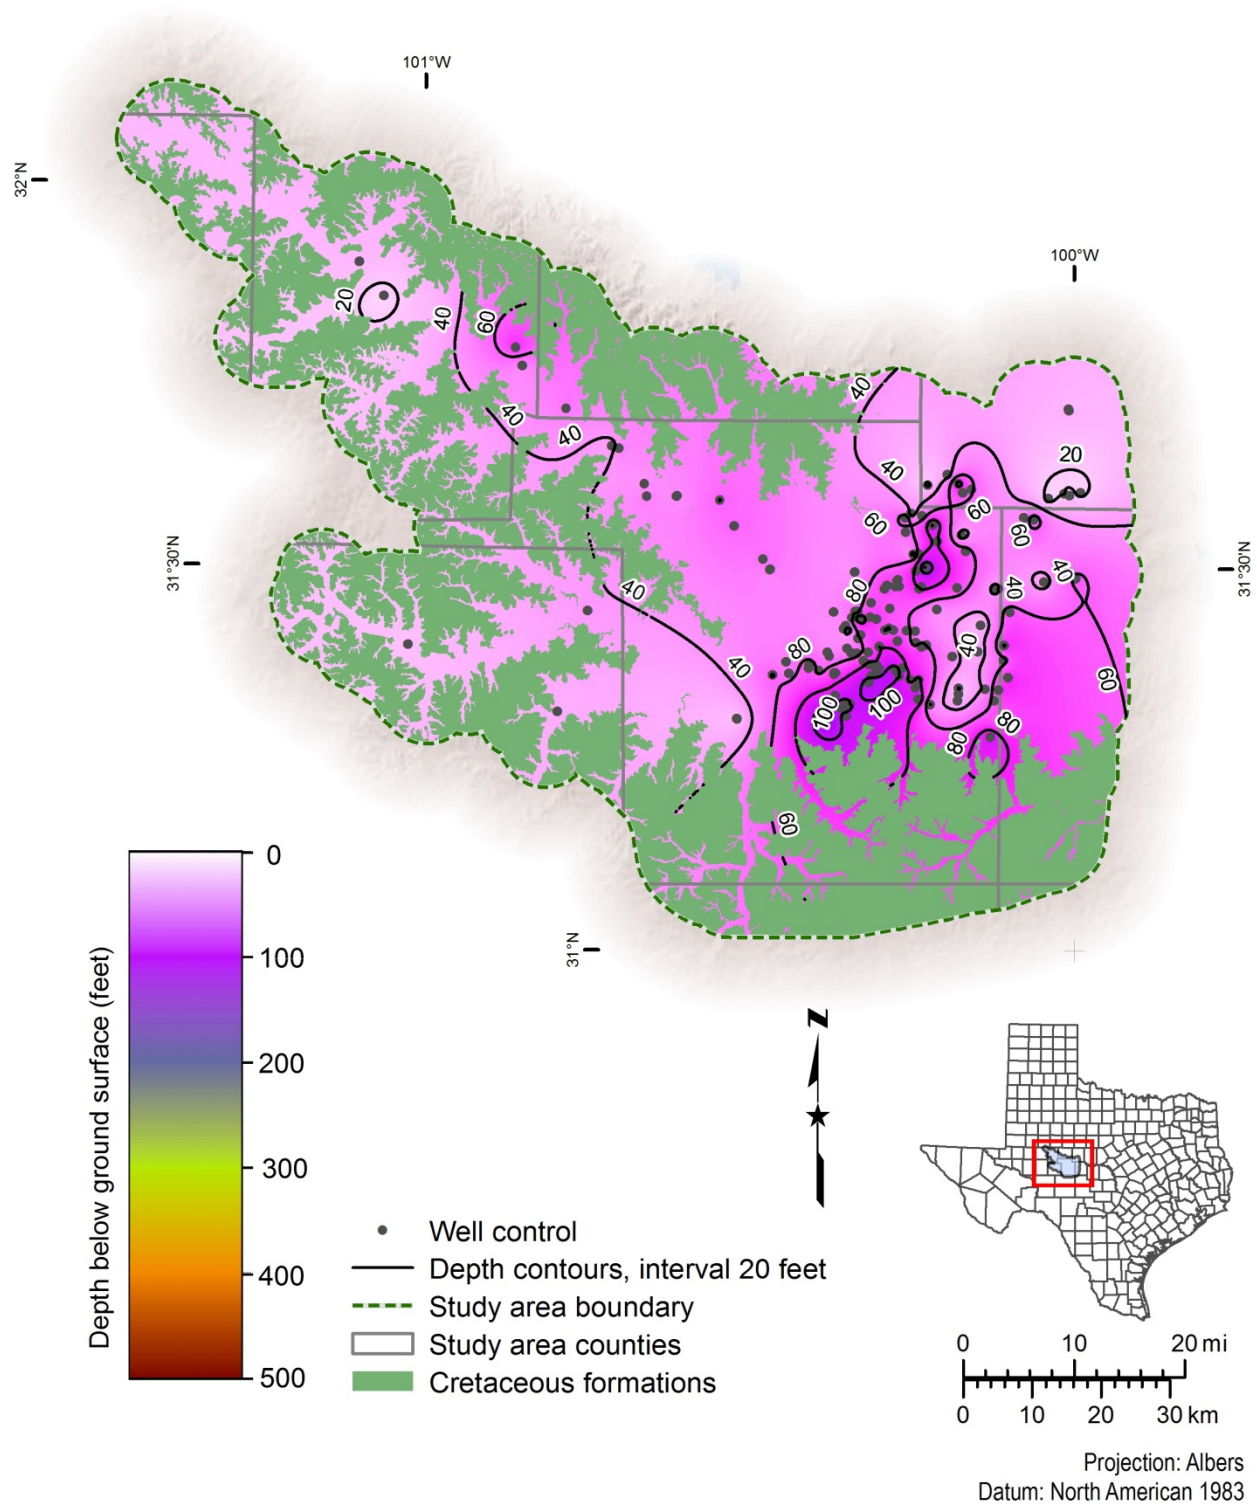 101°W
32°N
100°W
20
40
60
40
40
40
40
20
60
60
60
31°30'N
31°30'N
40
40
80
40
40
80
40
60
100
100
80
80
60
31°N
Depth below ground surface (feet)
0
100
200
300
400
500
N
Well control
Depth contours, interval 20 feet
Study area boundary
Study area counties
Cretaceous formations
0 10 20 mi
0 10 20 30 km
Projection: Albers
Datum: North American 1983